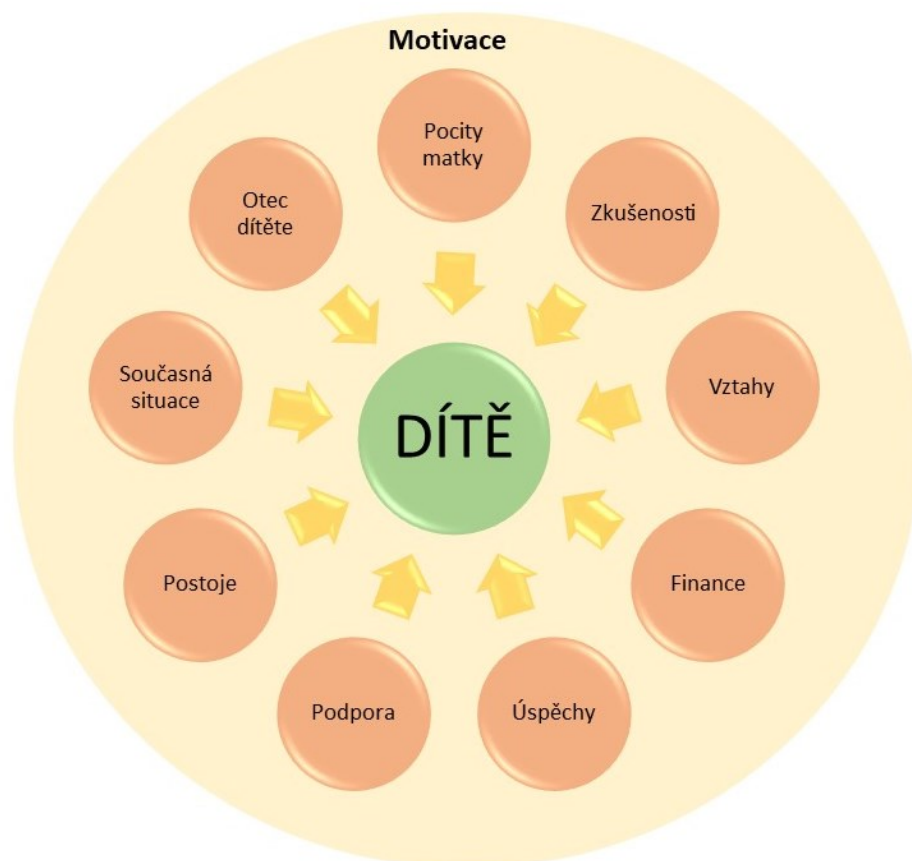 Motivace
Pocity
matky
Otec
dítěte
Zkušenosti
Současná
situace
DÍTĚ
Vztahy
Postoje
Finance
Podpora
Úspěchy